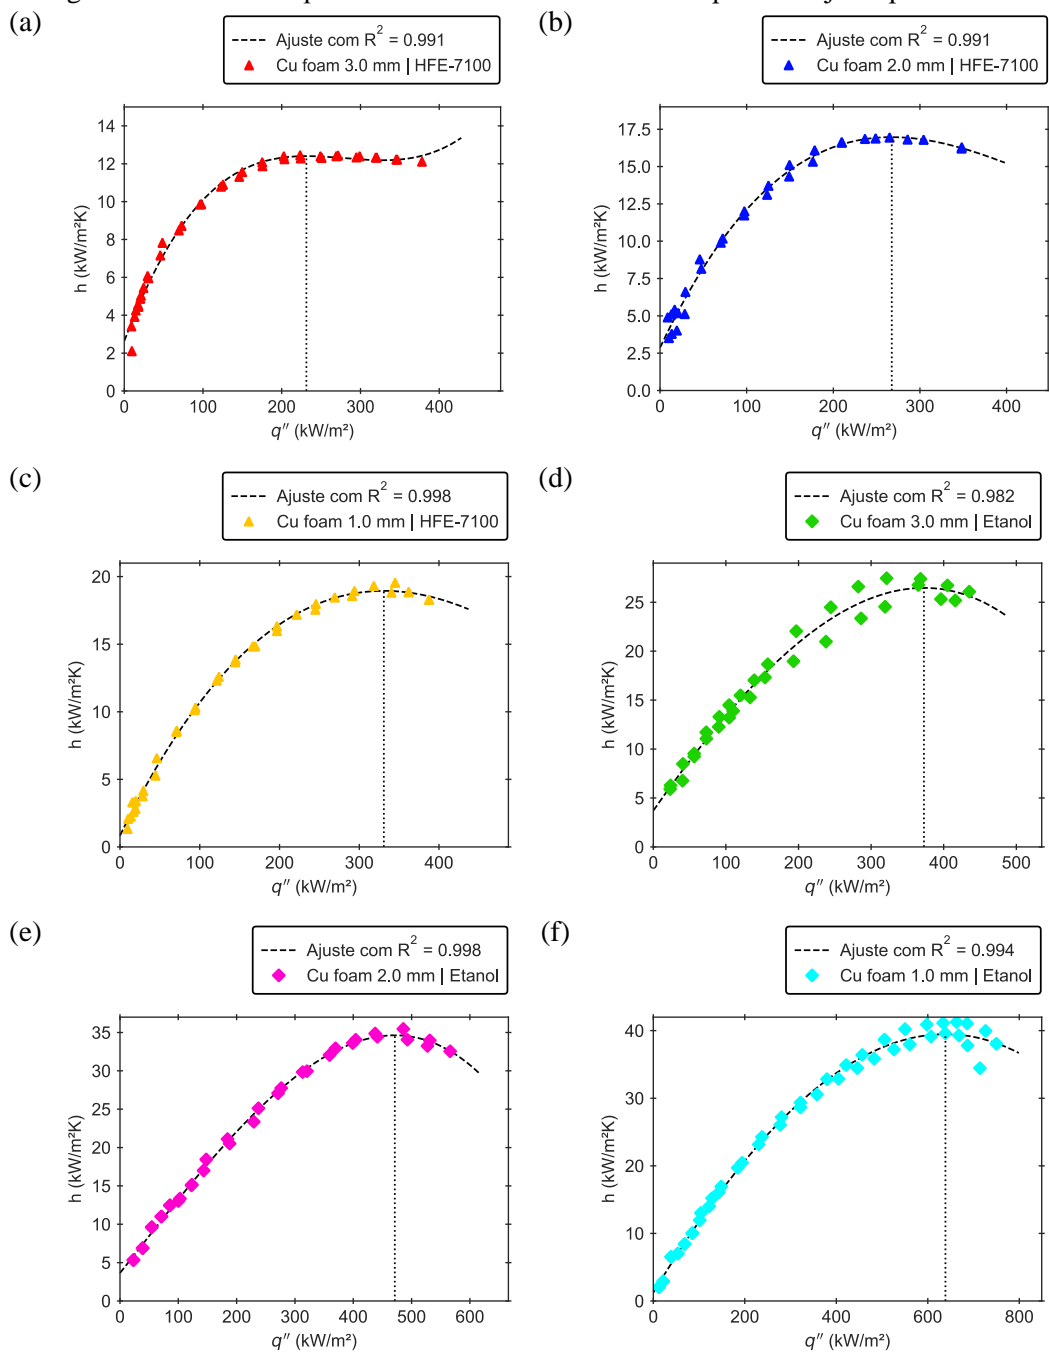 (a)
Ajuste com R² = 0.991
Cu foam 3.0 mm | HFE-7100
14
12
10
8
6
4
2
0
h (kW/m²K)
0 100 200 300 400
q″ (kW/m²)
(b)
Ajuste com R² = 0.991
Cu foam 2.0 mm | HFE-7100
17.5
15.0
12.5
10.0
7.5
5.0
2.5
0.0
h (kW/m²K)
0 100 200 300 400
q″ (kW/m²)
(c)
Ajuste com R² = 0.998
Cu foam 1.0 mm | HFE-7100
20
15
10
5
0
h (kW/m²K)
0 100 200 300 400
q″ (kW/m²)
(d)
Ajuste com R² = 0.982
Cu foam 3.0 mm | Etanol
25
20
15
10
5
0
h (kW/m²K)
0 100 200 300 400 500
q″ (kW/m²)
(e)
Ajuste com R² = 0.998
Cu foam 2.0 mm | Etanol
35
30
25
20
15
10
5
0
h (kW/m²K)
0 100 200 300 400 500 600
q″ (kW/m²)
(f)
Ajuste com R² = 0.994
Cu foam 1.0 mm | Etanol
40
30
20
10
0
h (kW/m²K)
0 200 400 600 800
q″ (kW/m²)